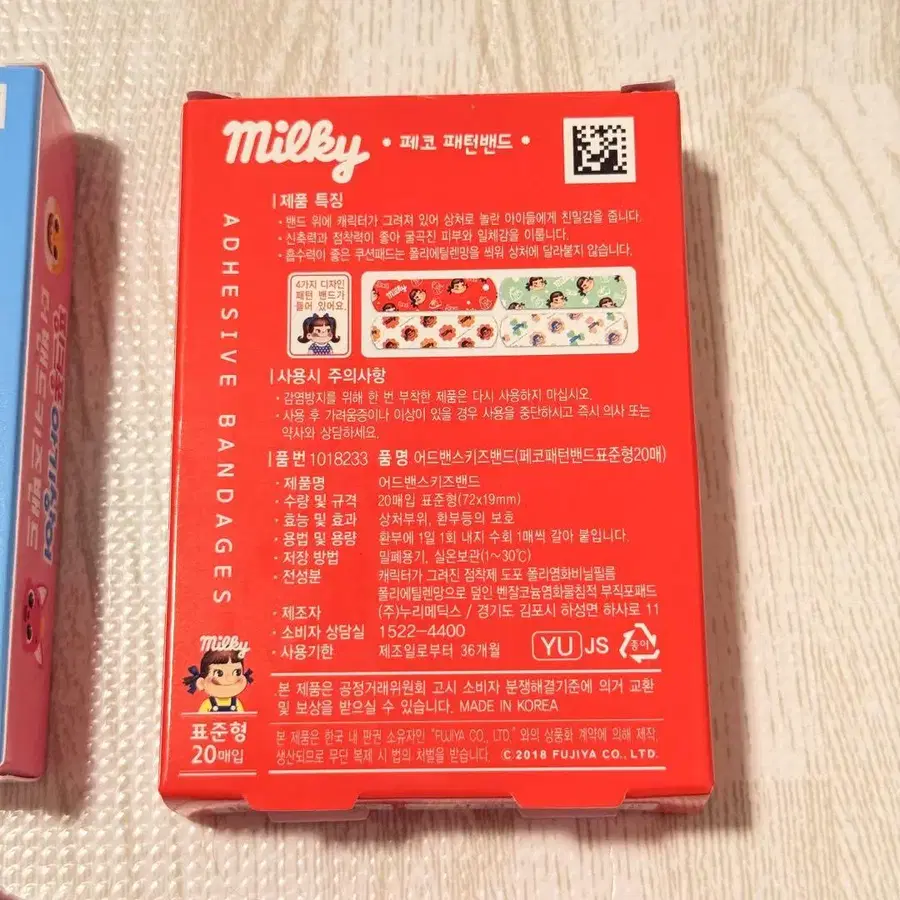 milky • 페코 패턴밴드 •
ADHESIVE BANDAGES
제품 특징
· 밴드 위에 캐릭터가 그려져 있어 상처로 놀란 아이들에게 친밀감을 줍니다.
· 신축력과 점착력이 좋아 굴곡진 피부와 일체감을 이룹니다.
· 흡수력이 좋은 쿠션패드는 폴리에틸렌망을 씌워 상처에 달라붙지 않습니다.
4가지 디자인
패턴 밴드가
들어 있어요.
사용시 주의사항
· 감염방지를 위해 한 번 부착한 제품은 다시 사용하지 마십시오.
· 사용 후 가려움증이나 이상이 있을 경우 사용을 중단하시고 즉시 의사 또는
약사와 상담하세요.
품 번 1018233 품 명 어드밴스키즈밴드(페코패턴밴드표준형20매)
· 제품명 어드밴스키즈밴드
· 수량 및 규격 20매입 표준형(72x19mm)
· 효능 및 효과 상처부위, 환부등의 보호
· 용법 및 용량 환부에 1일 1회 내지 수회 1매씩 갈아 붙입니다.
· 저장 방법 밀폐용기, 실온보관(1~30℃)
· 전성분 캐릭터가 그려진 점착제 도포 폴리염화비닐필름
폴리에틸렌망으로 덮인 벤잘코늄염화물침적 부직포패드
· 제조자 (주)누리메딕스 / 경기도 김포시 하성면 하사로 11
· 소비자 상담실 1522-4400
· 사용기한 제조일로부터 36개월
YU JS 종이
milky
표준형
20매입
본 제품은 공정거래위원회 고시 소비자 분쟁해결기준에 의거 교환
및 보상을 받으실 수 있습니다. MADE IN KOREA
본 제품은 한국 내 판권 소유자인 "FUJIYA CO., LTD." 와의 상품화 계약에 의해 제작,
생산되므로 무단 복제 시 법의 처벌을 받습니다. ©2018 FUJIYA CO., LTD.